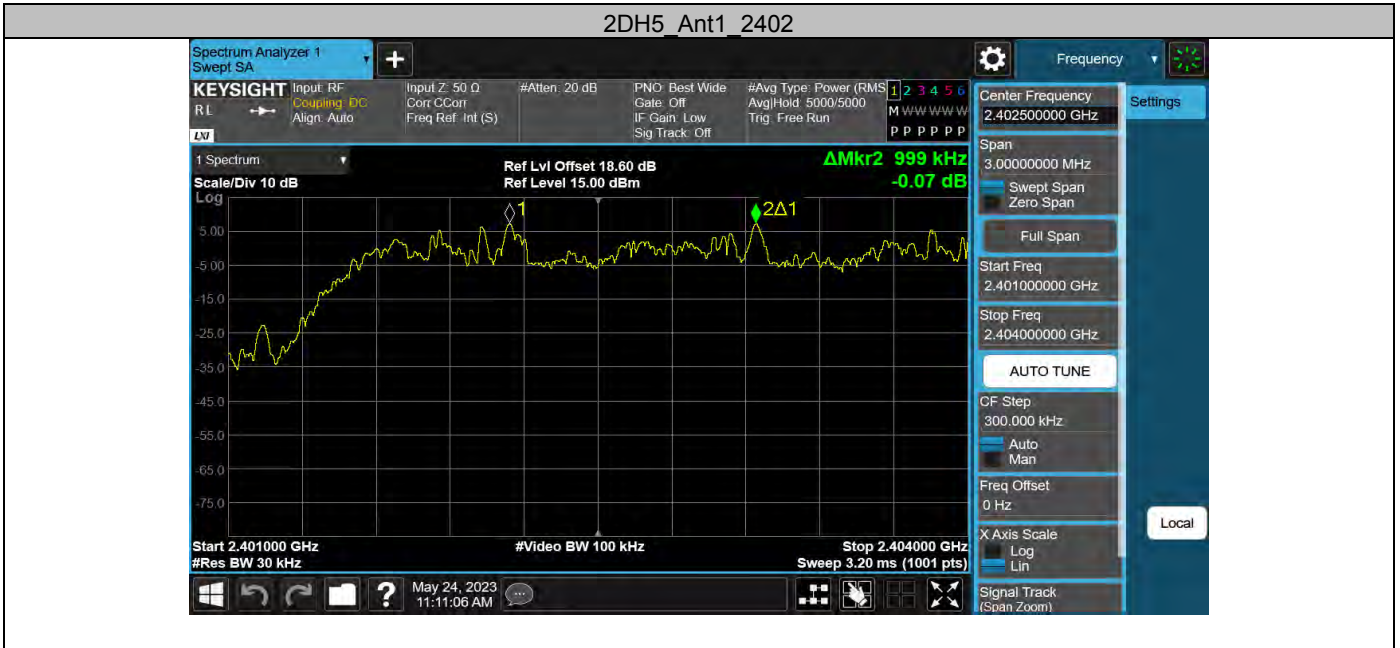 2DH5_Ant1_2402
Spectrum Analyzer 1
Swept SA
Frequency
KEYSIGHT
RL
LXI
Input: RF
Coupling: DC
Align: Auto
Input Z: 50 Ω
Corr CCorr
Freq Ref: Int (S)
#Atten: 20 dB
PNO: Best Wide
Gate: Off
IF Gain: Low
Sig Track: Off
#Avg Type: Power (RMS
Avg|Hold: 5000/5000
Trig: Free Run
1 2 3 4 5 6
M W W W W W
P P P P P P
1 Spectrum
Scale/Div 10 dB
Log
Ref Lvl Offset 18.60 dB
Ref Level 15.00 dBm
ΔMkr2 999 kHz
-0.07 dB
1
2Δ1
5.00
-5.00
-15.0
-25.0
-35.0
-45.0
-55.0
-65.0
-75.0
Start 2.401000 GHz
#Res BW 30 kHz
#Video BW 100 kHz
Stop 2.404000 GHz
Sweep 3.20 ms (1001 pts)
Center Frequency
2.402500000 GHz
Span
3.00000000 MHz
Swept Span
Zero Span
Full Span
Start Freq
2.401000000 GHz
Stop Freq
2.404000000 GHz
AUTO TUNE
CF Step
300.000 kHz
Auto
Man
Freq Offset
0 Hz
X Axis Scale
Log
Lin
Signal Track
(Span Zoom)
Settings
Local
?
May 24, 2023
11:11:06 AM